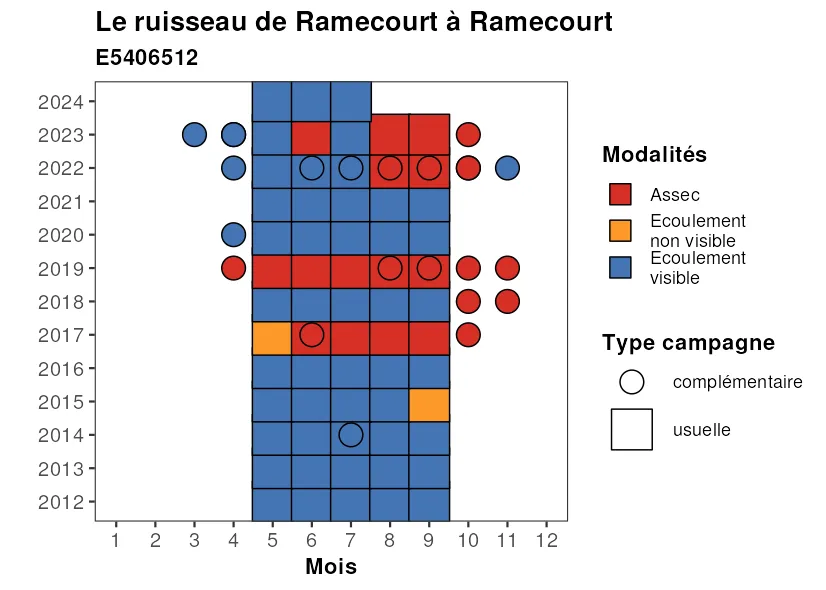 Le ruisseau de Ramecourt à Ramecourt
E5406512
2024
2023
2022
2021
2020
2019
2018
2017
2016
2015
2014
2013
2012
1 2 3 4 5 6 7 8 9 10 11 12
Mois
Modalités
Assec
Ecoulement
non visible
Ecoulement
visible
Type campagne
complémentaire
usuelle